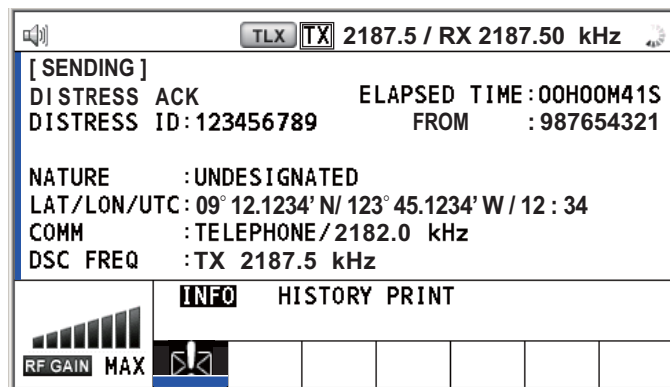 TLX TX 2187.5 / RX 2187.50 kHz
[ SENDING ]
DISTRESS ACK ELAPSED TIME:00H00M41S
DISTRESS ID:123456789 FROM :987654321
NATURE :UNDESIGNATED
LAT/LON/UTC: 09° 12.1234' N/ 123° 45.1234' W / 12 : 34
COMM :TELEPHONE/2182.0 kHz
DSC FREQ :TX 2187.5 kHz
INFO HISTORY PRINT
RF GAIN MAX